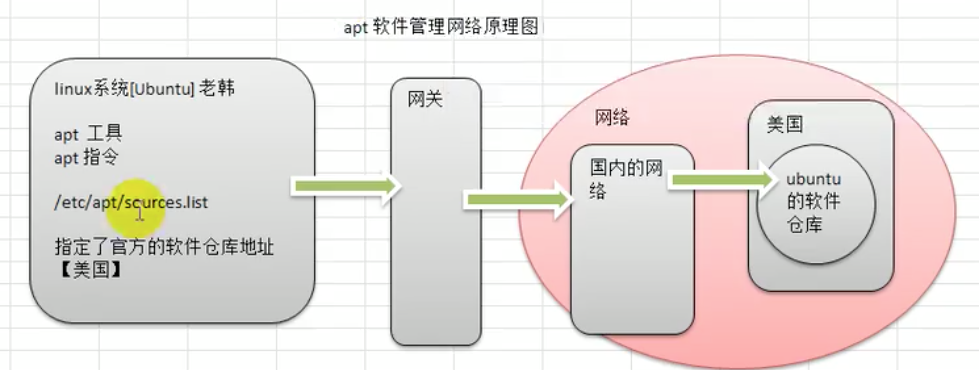 apt 软件管理网络原理图
linux系统[Ubuntu] 老韩
apt 工具
apt 指令
/etc/apt/sources.list
指定了官方的软件仓库地址
【美国】
网关
网络
国内的网
络
美国
ubuntu
的软件
仓库